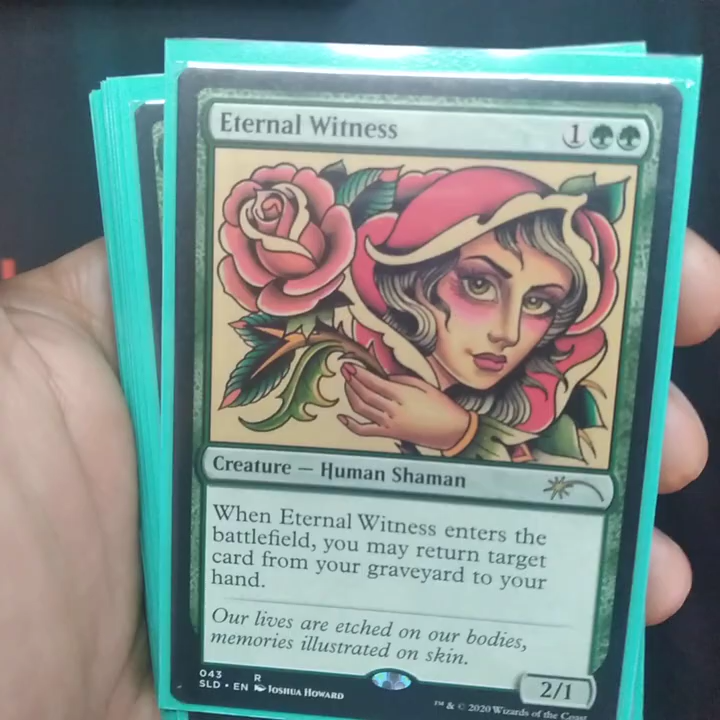 Eternal Witness 1
Creature — Human Shaman
When Eternal Witness enters the
battlefield, you may return target
card from your graveyard to your
hand.
Our lives are etched on our bodies,
memories illustrated on skin.
043 R
SLD • EN Joshua Howard
2/1
™ & © 2020 Wizards of the Coast